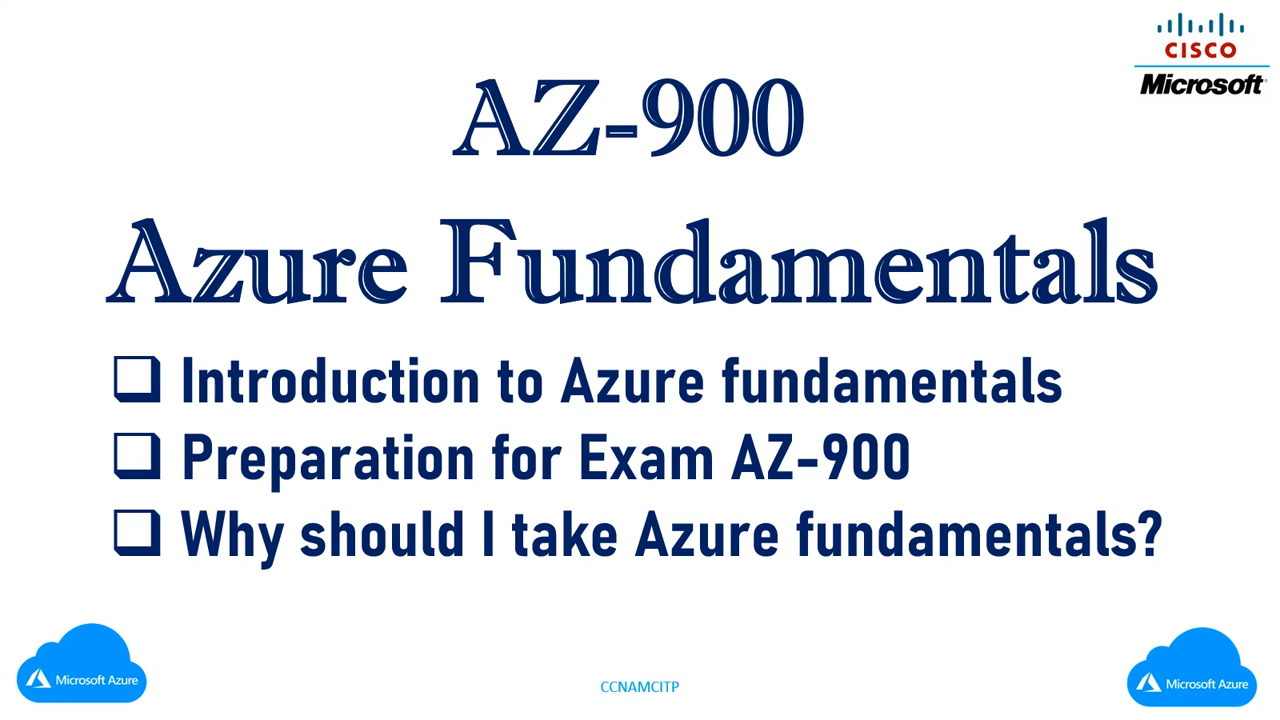 CISCO
Microsoft
AZ-900
Azure Fundamentals
Introduction to Azure fundamentals
Preparation for Exam AZ-900
Why should I take Azure fundamentals?
Microsoft Azure
CCNAMCITP
Microsoft Azure